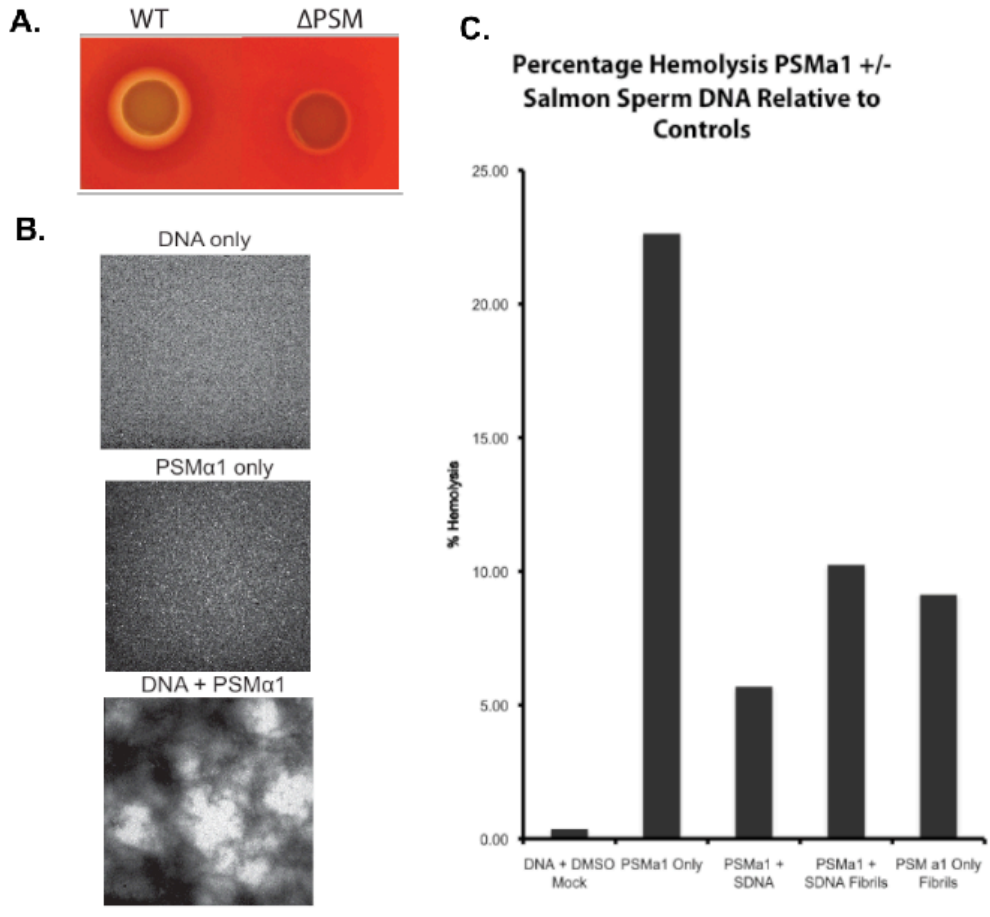 A.
WT ΔPSM
B.
DNA only
PSMα1 only
DNA + PSMα1
C.
Percentage Hemolysis PSMa1 +/-
Salmon Sperm DNA Relative to
Controls
25.00
20.00
15.00
10.00
5.00
0.00
% Hemolysis
DNA + DMSO
Mock
PSMa1 Only
PSMa1 +
SDNA
PSMa1 +
SDNA Fibrils
PSM a1 Only
Fibrils